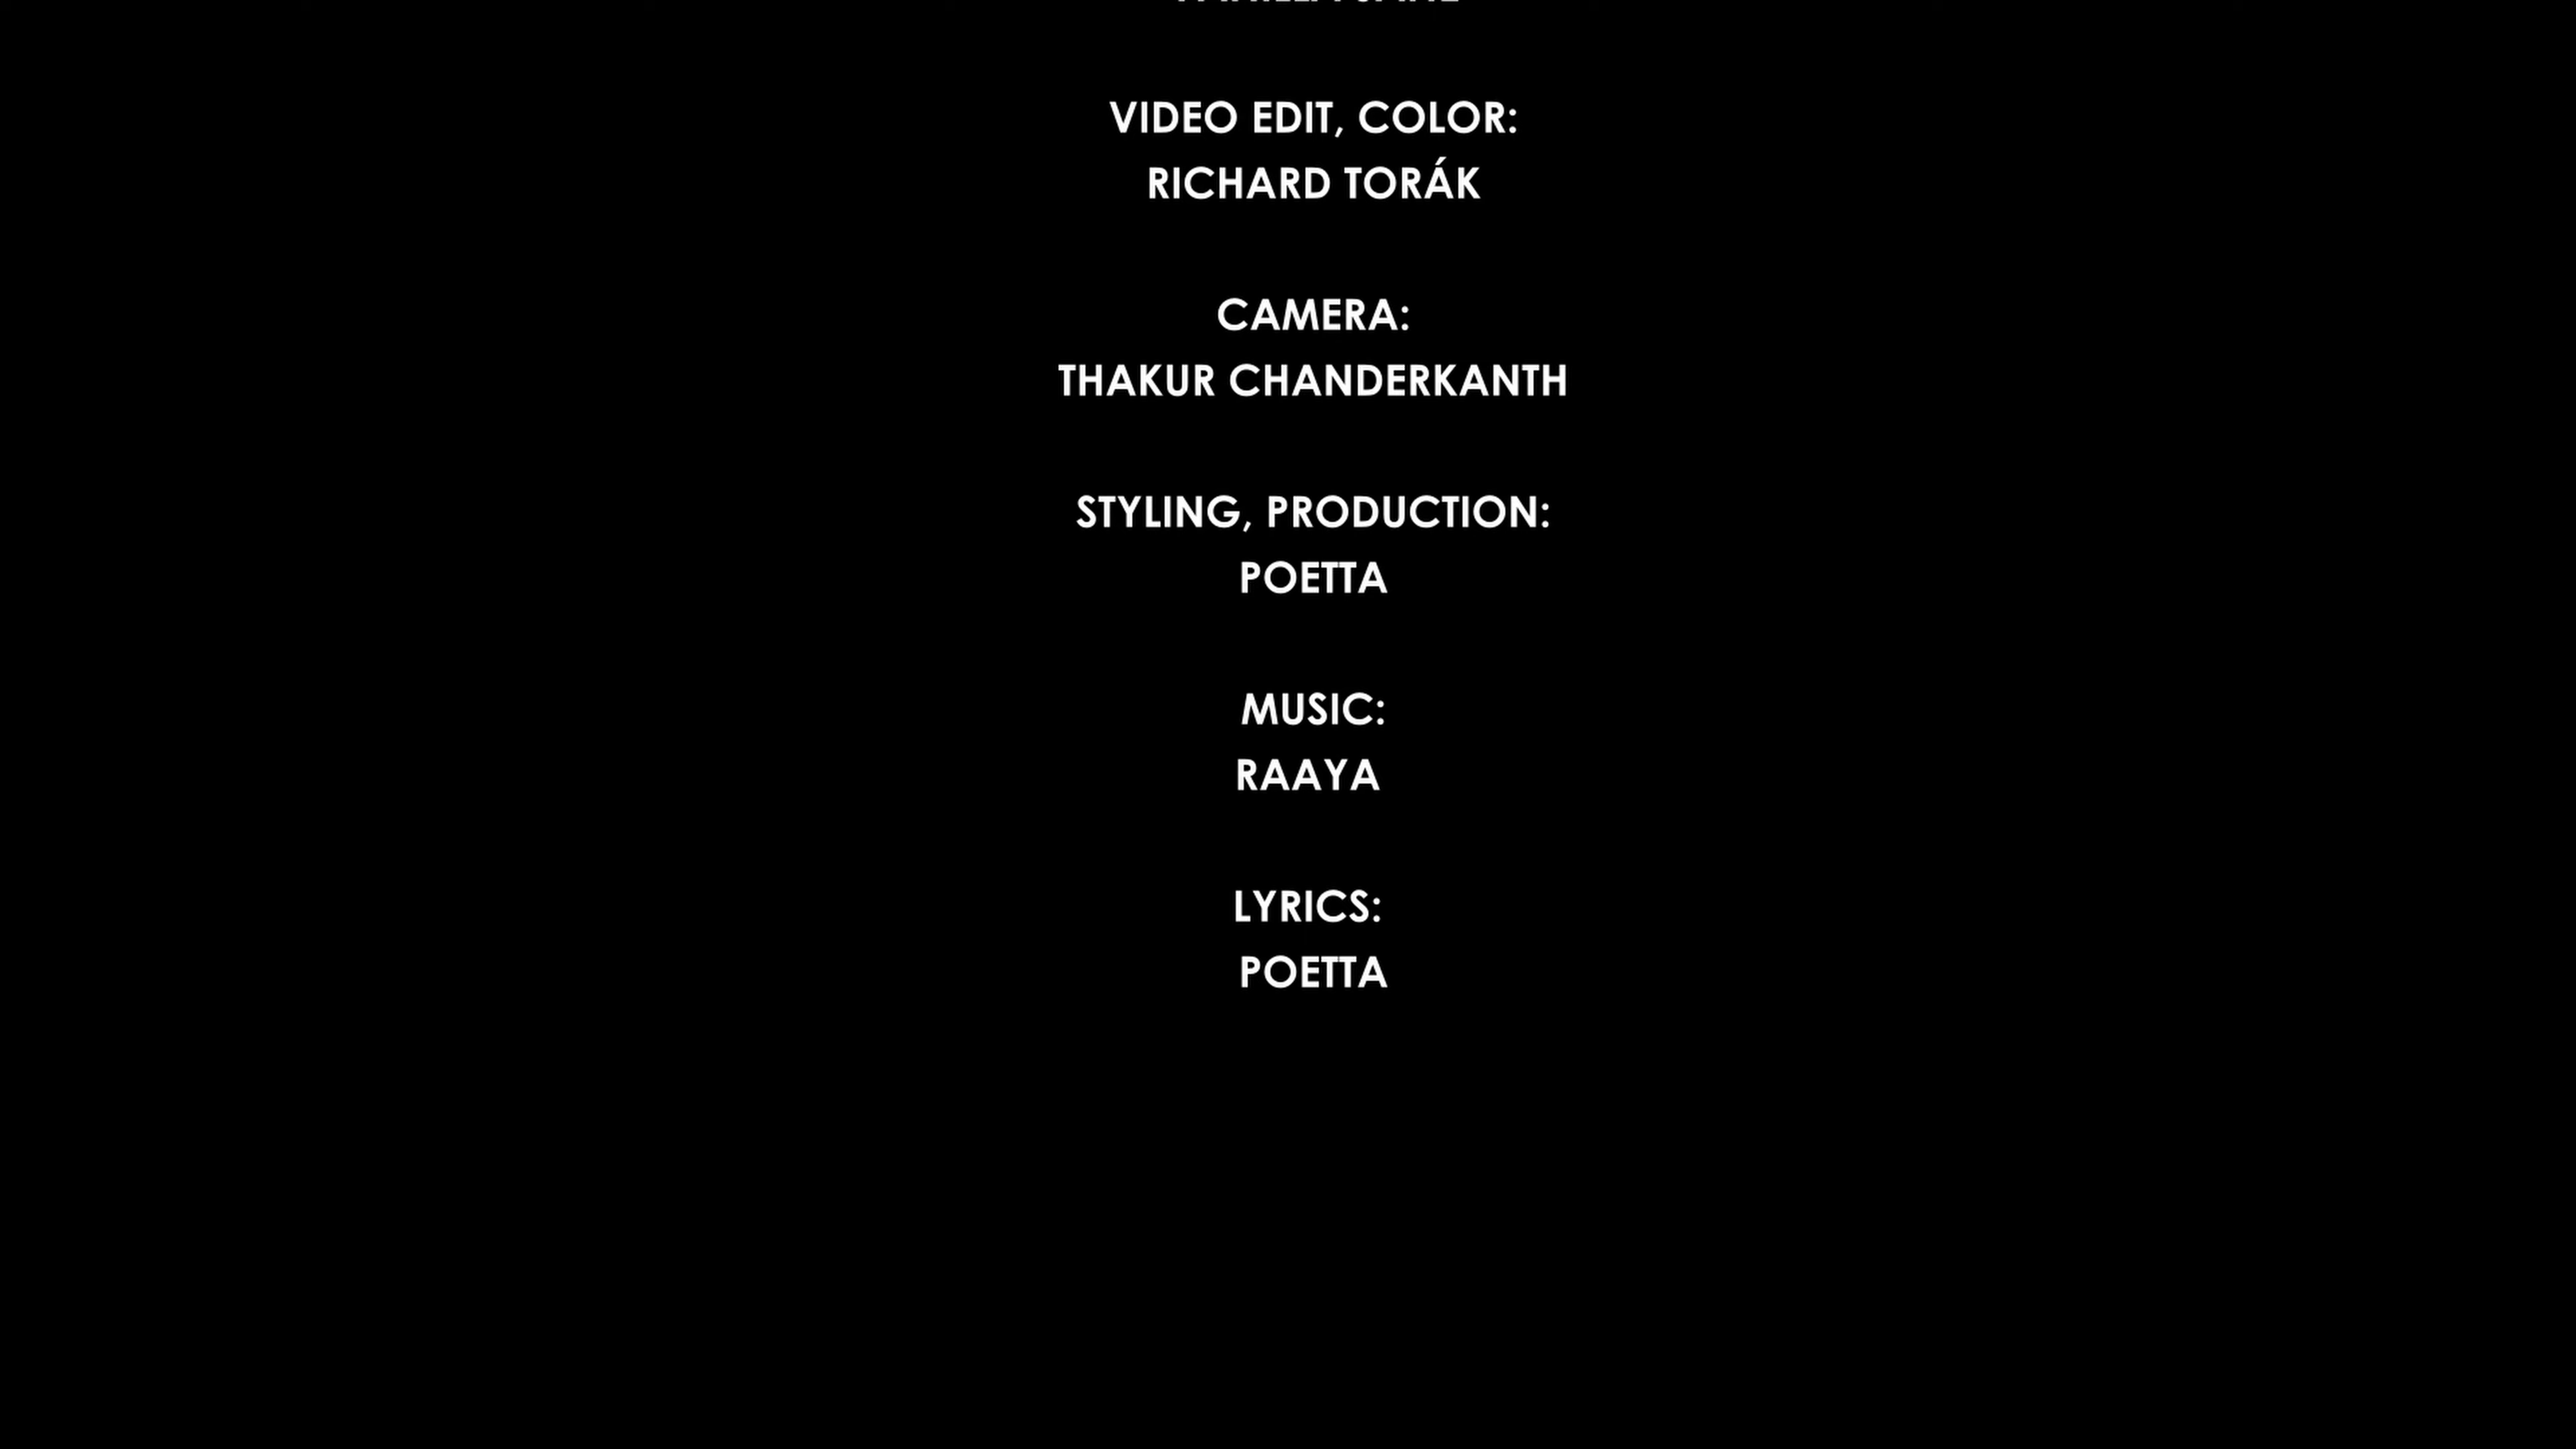 VIDEO EDIT, COLOR:
RICHARD TORÁK
CAMERA:
THAKUR CHANDERKANTH
STYLING, PRODUCTION:
POETTA
MUSIC:
RAAYA
LYRICS:
POETTA